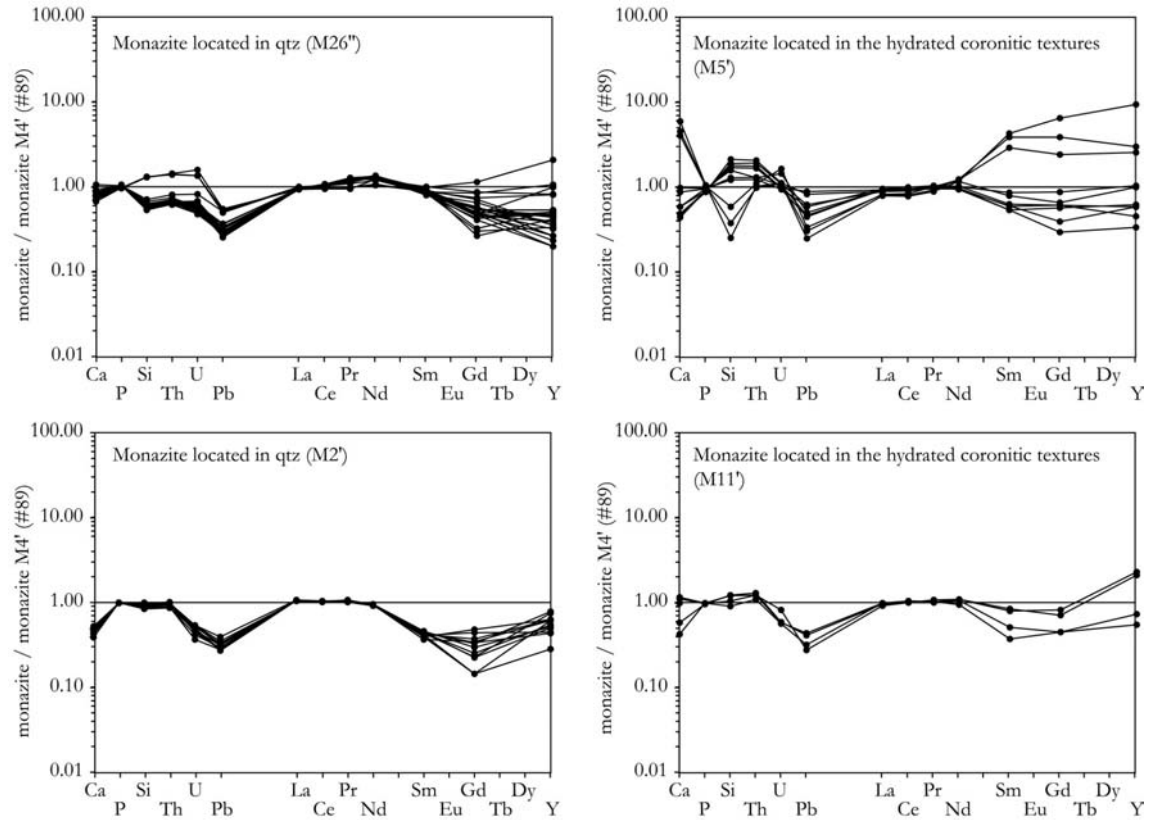 100.00
10.00
1.00
0.10
0.01
monazite / monazite M4' (#89)
Monazite located in qtz (M26")
Ca Si U La Pr Sm Gd Dy
P Th Pb Ce Nd Eu Tb Y
100.00
10.00
1.00
0.10
0.01
monazite / monazite M4' (#89)
Monazite located in the hydrated coronitic textures
(M5')
Ca Si U La Pr Sm Gd Dy
P Th Pb Ce Nd Eu Tb Y
100.00
10.00
1.00
0.10
0.01
monazite / monazite M4' (#89)
Monazite located in qtz (M2')
Ca Si U La Pr Sm Gd Dy
P Th Pb Ce Nd Eu Tb Y
100.00
10.00
1.00
0.10
0.01
monazite / monazite M4' (#89)
Monazite located in the hydrated coronitic textures
(M11')
Ca Si U La Pr Sm Gd Dy
P Th Pb Ce Nd Eu Tb Y